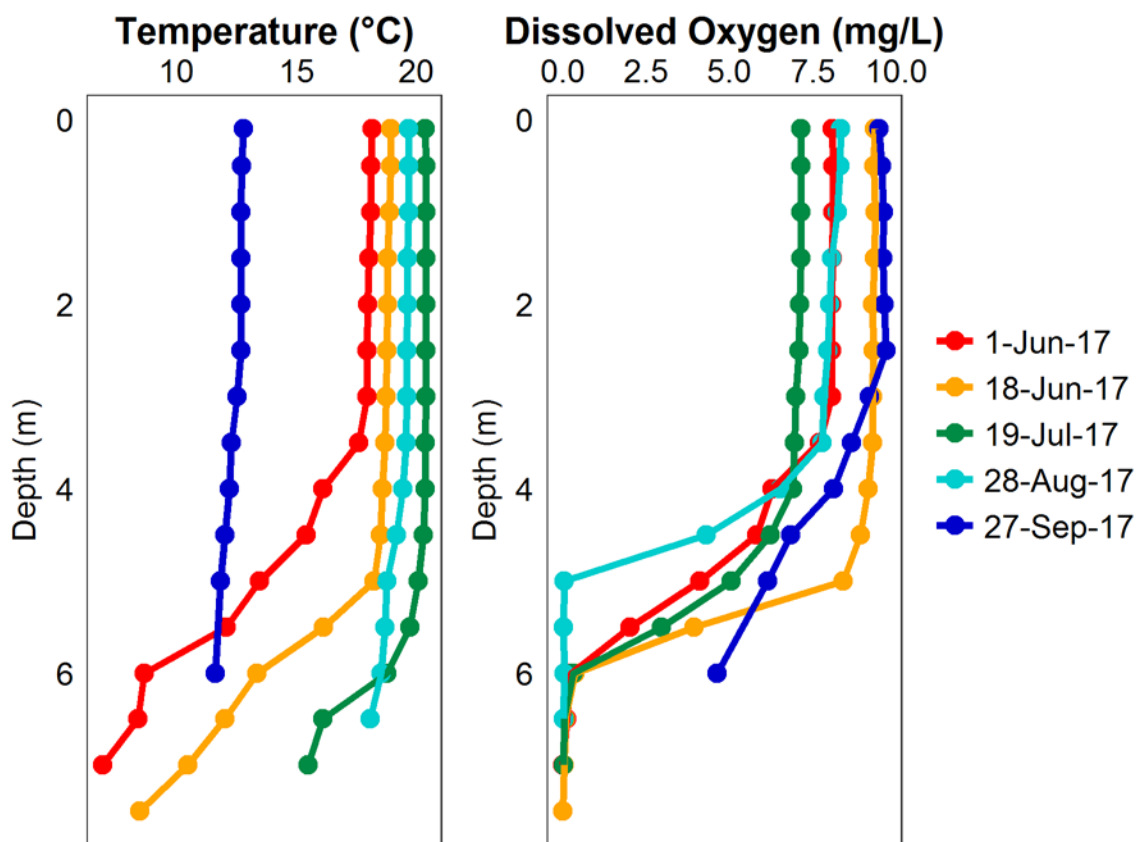 Temperature (°C)
10 15 20
0
2
4
6
Depth (m)
Dissolved Oxygen (mg/L)
0.0 2.5 5.0 7.5 10.0
0
2
4
6
Depth (m)
1-Jun-17
18-Jun-17
19-Jul-17
28-Aug-17
27-Sep-17